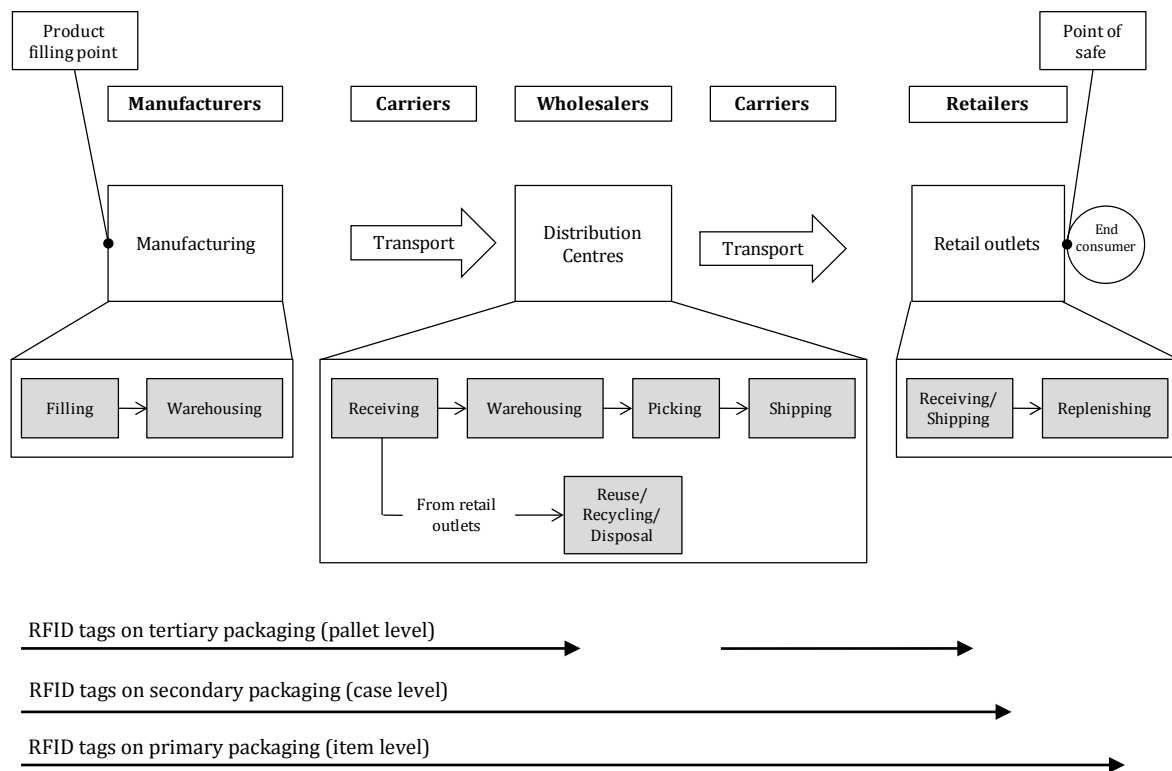 Product
filling point
Point of
safe
Manufacturers
Carriers
Wholesalers
Carriers
Retailers
Manufacturing
Transport
Distribution
Centres
Transport
Retail outlets
End
consumer
Filling
Warehousing
Receiving
Warehousing
Picking
Shipping
Receiving/
Shipping
Replenishing
From retail
outlets
Reuse/
Recycling/
Disposal
RFID tags on tertiary packaging (pallet level)
RFID tags on secondary packaging (case level)
RFID tags on primary packaging (item level)